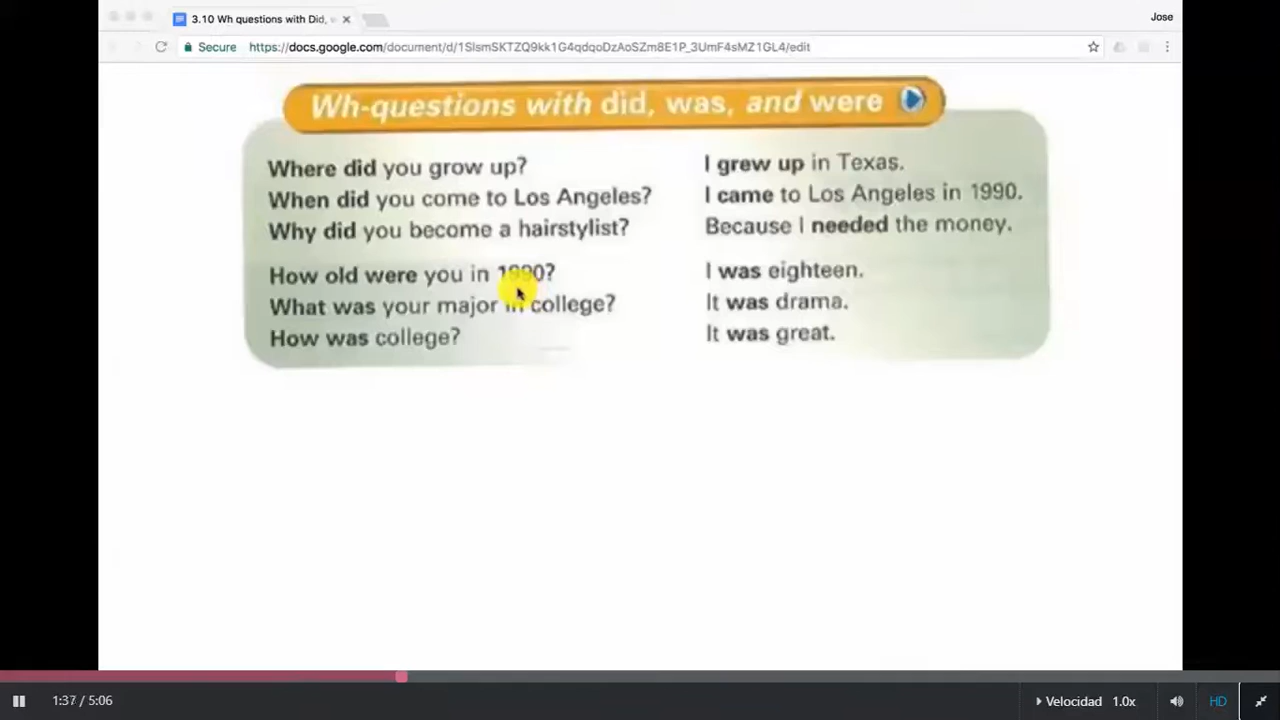 3.10 Wh questions with Did,
Jose
Secure https://docs.google.com/document/d/1SlsmSKTZQ9kk1G4qdqoDzAoSZm8E1P_3UmF4sMZ1GL4/edit
Wh-questions with did, was, and were
Where did you grow up? I grew up in Texas.
When did you come to Los Angeles? I came to Los Angeles in 1990.
Why did you become a hairstylist? Because I needed the money.
How old were you in 1990? I was eighteen.
What was your major in college? It was drama.
How was college? It was great.
1:37 / 5:06 Velocidad 1.0x HD